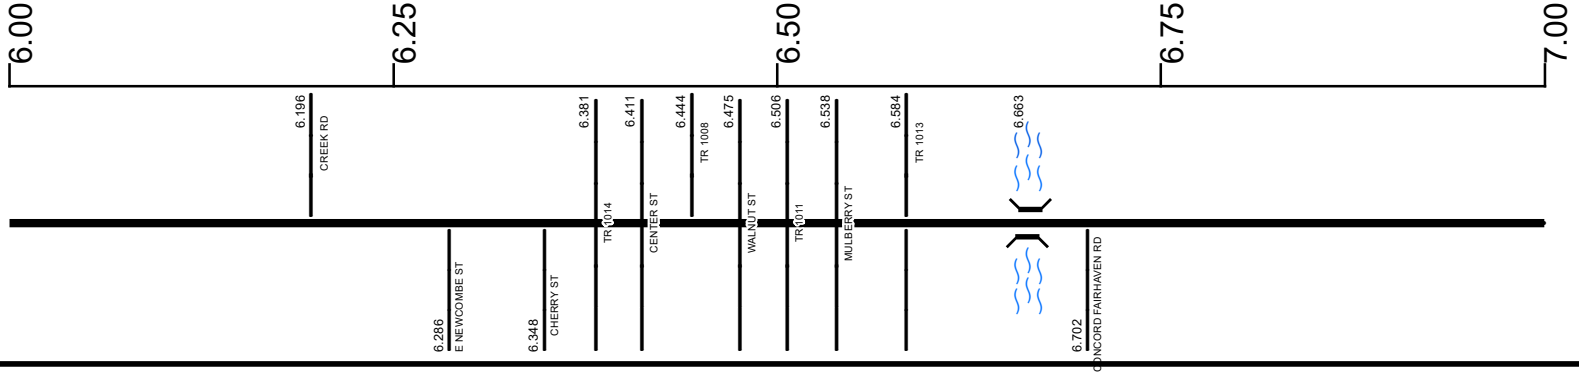 6.00
6.25
6.50
6.75
7.00
6.196
CREEK RD
6.381
TR 1014
6.411
CENTER ST
6.444
TR 1008
6.475
WALNUT ST
6.506
TR 1011
6.538
MULBERRY ST
6.584
TR 1013
6.663
6.286
E NEWCOMBE ST
6.348
CHERRY ST
6.702
CONCORD FAIRHAVEN RD